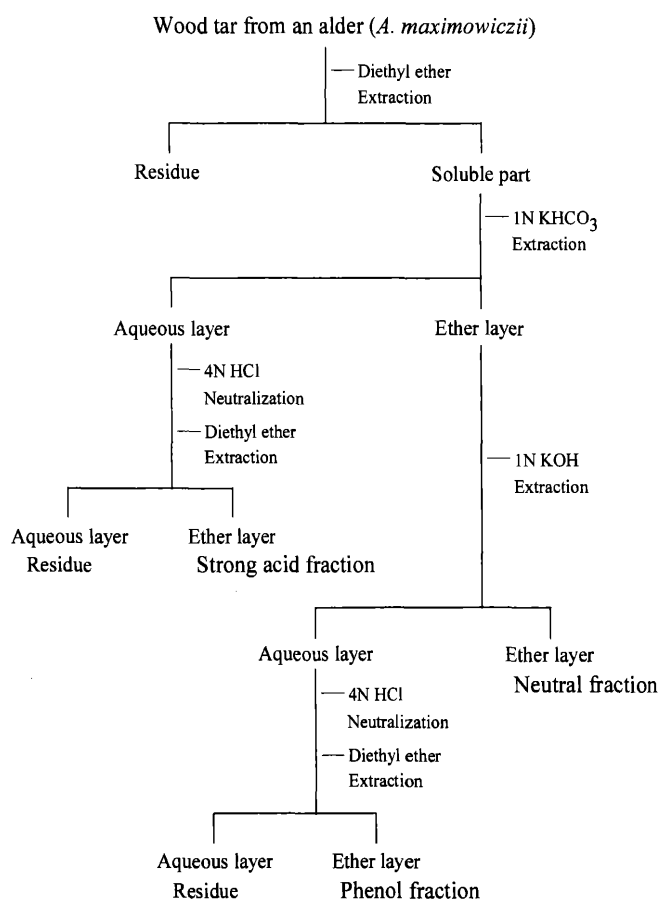 Wood tar from an alder (A. maximowiczii)
Diethyl ether
Extraction
Residue
Soluble part
1N KHCO3
Extraction
Aqueous layer
Ether layer
4N HCl
Neutralization
Diethyl ether
Extraction
1N KOH
Extraction
Aqueous layer
Residue
Ether layer
Strong acid fraction
Aqueous layer
Ether layer
Neutral fraction
4N HCl
Neutralization
Diethyl ether
Extraction
Aqueous layer
Residue
Ether layer
Phenol fraction